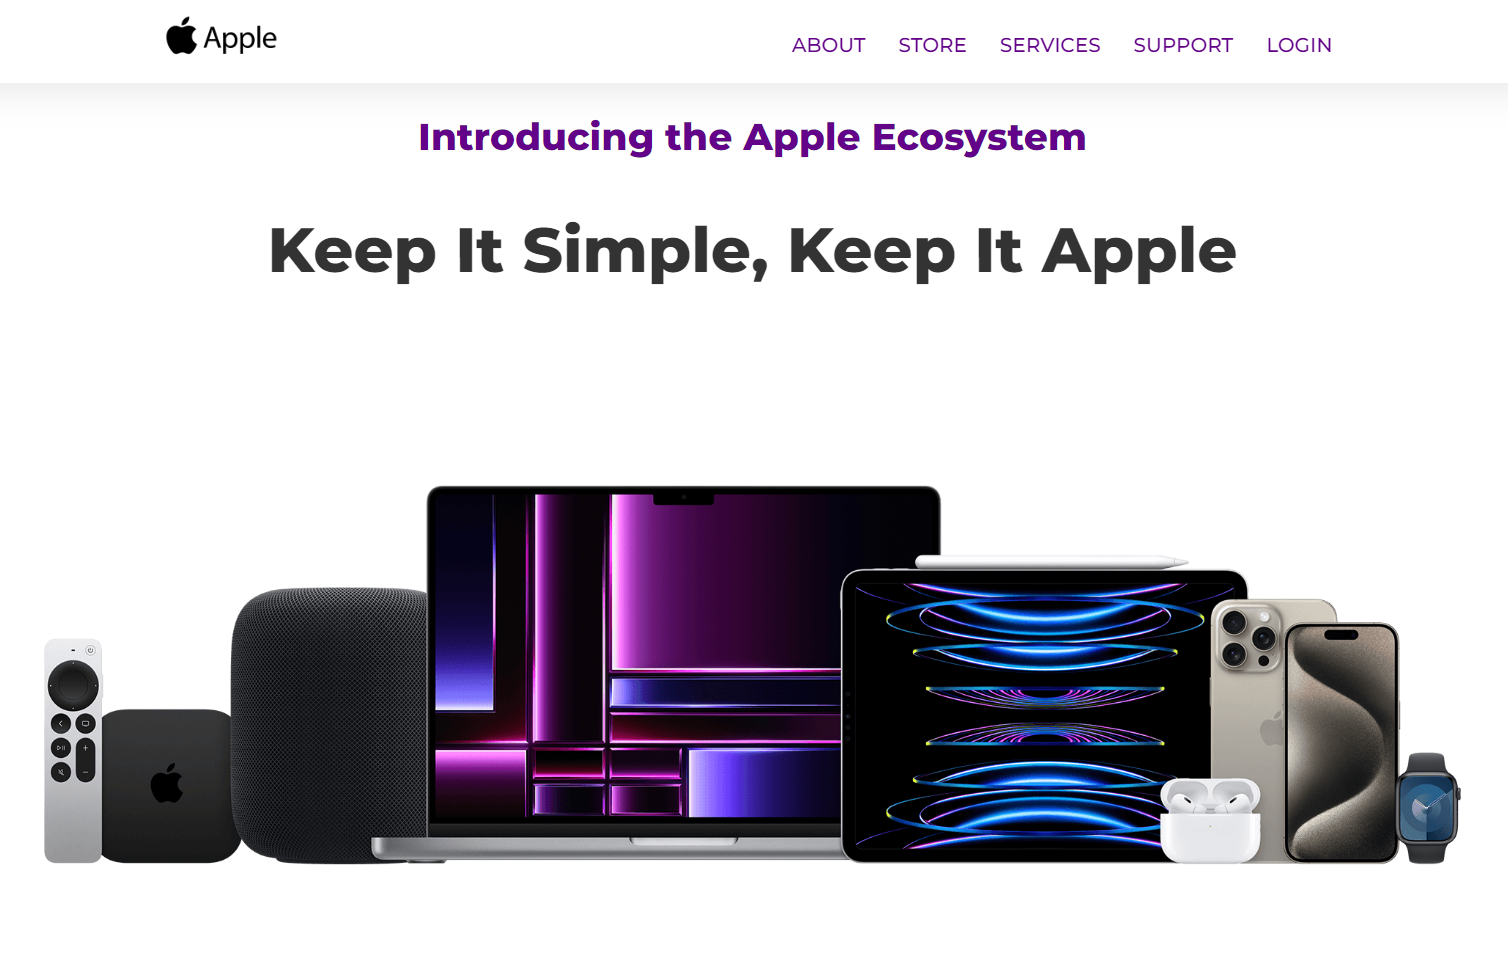 Apple
ABOUT STORE SERVICES SUPPORT LOGIN
Introducing the Apple Ecosystem
Keep It Simple, Keep It Apple